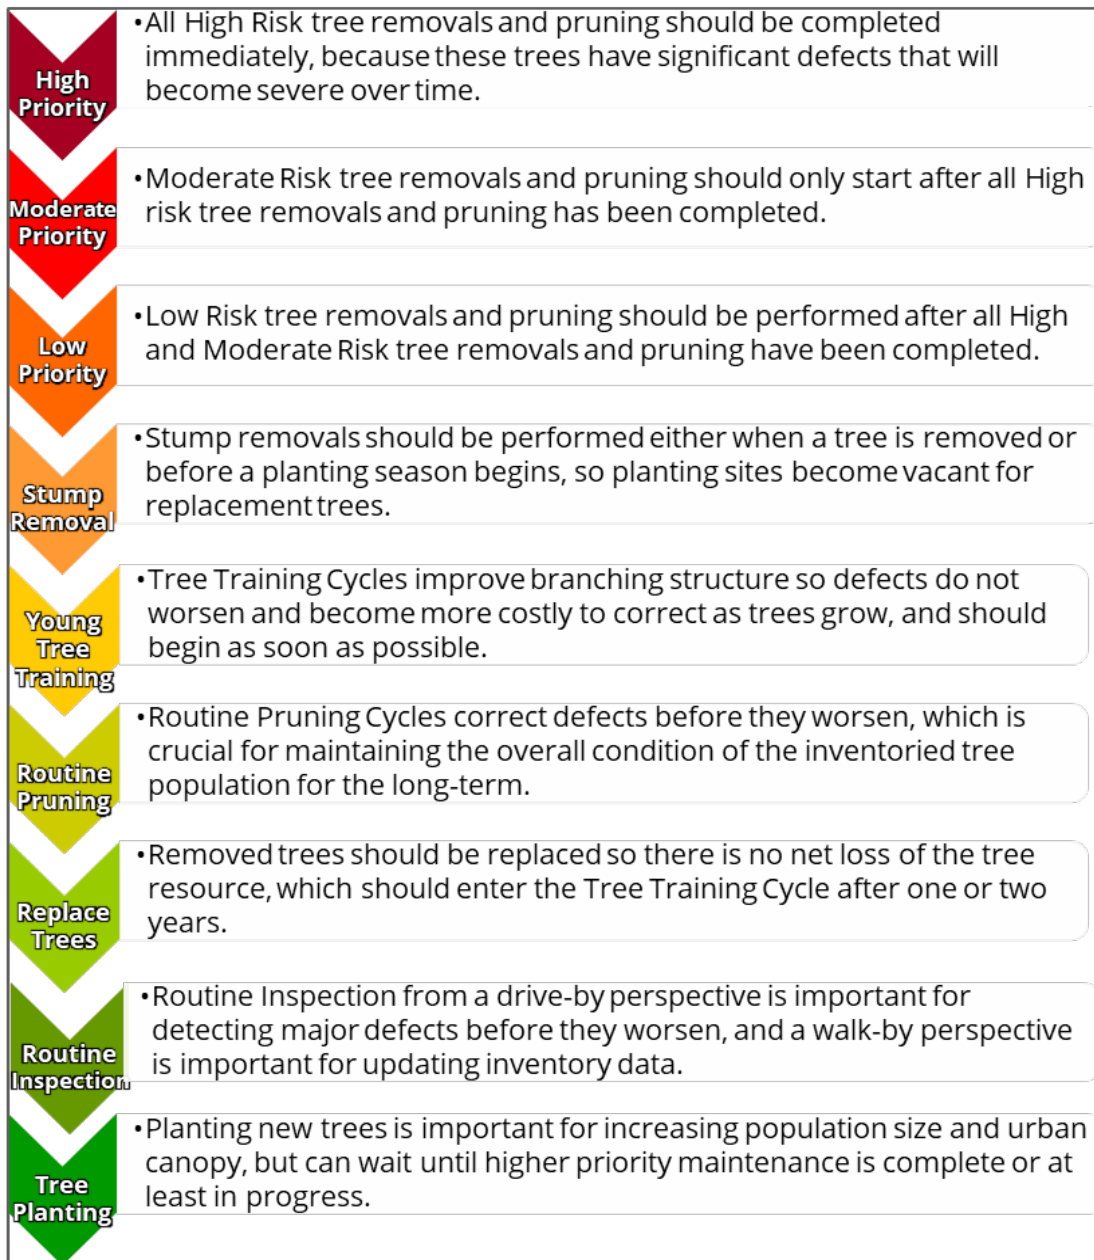 High
Priority
•All High Risk tree removals and pruning should be completed
immediately, because these trees have significant defects that will
become severe over time.
Moderate
Priority
•Moderate Risk tree removals and pruning should only start after all High
risk tree removals and pruning has been completed.
Low
Priority
•Low Risk tree removals and pruning should be performed after all High
and Moderate Risk tree removals and pruning have been completed.
Stump
Removal
•Stump removals should be performed either when a tree is removed or
before a planting season begins, so planting sites become vacant for
replacement trees.
Young
Tree
Training
•Tree Training Cycles improve branching structure so defects do not
worsen and become more costly to correct as trees grow, and should
begin as soon as possible.
Routine
Pruning
•Routine Pruning Cycles correct defects before they worsen, which is
crucial for maintaining the overall condition of the inventoried tree
population for the long-term.
Replace
Trees
•Removed trees should be replaced so there is no net loss of the tree
resource, which should enter the Tree Training Cycle after one or two
years.
Routine
Inspection
•Routine Inspection from a drive-by perspective is important for
detecting major defects before they worsen, and a walk-by perspective
is important for updating inventory data.
Tree
Planting
•Planting new trees is important for increasing population size and urban
canopy, but can wait until higher priority maintenance is complete or at
least in progress.